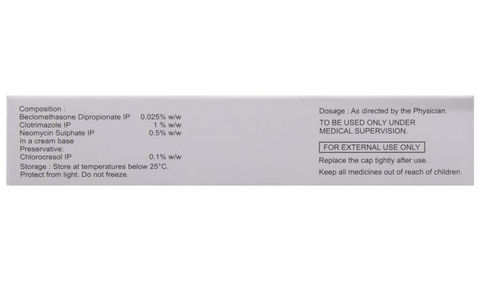 Composition :
Beclomethasone Dipropionate IP 0.025% w/w
Clotrimazole IP 1 % w/w
Neomycin Sulphate IP 0.5% w/w
In a cream base
Preservative:
Chlorocresol IP 0.1% w/w
Storage : Store at temperatures below 25°C.
Protect from light. Do not freeze.
Dosage : As directed by the Physician.
TO BE USED ONLY UNDER
MEDICAL SUPERVISION.
FOR EXTERNAL USE ONLY
Replace the cap tightly after use.
Keep all medicines out of reach of children.